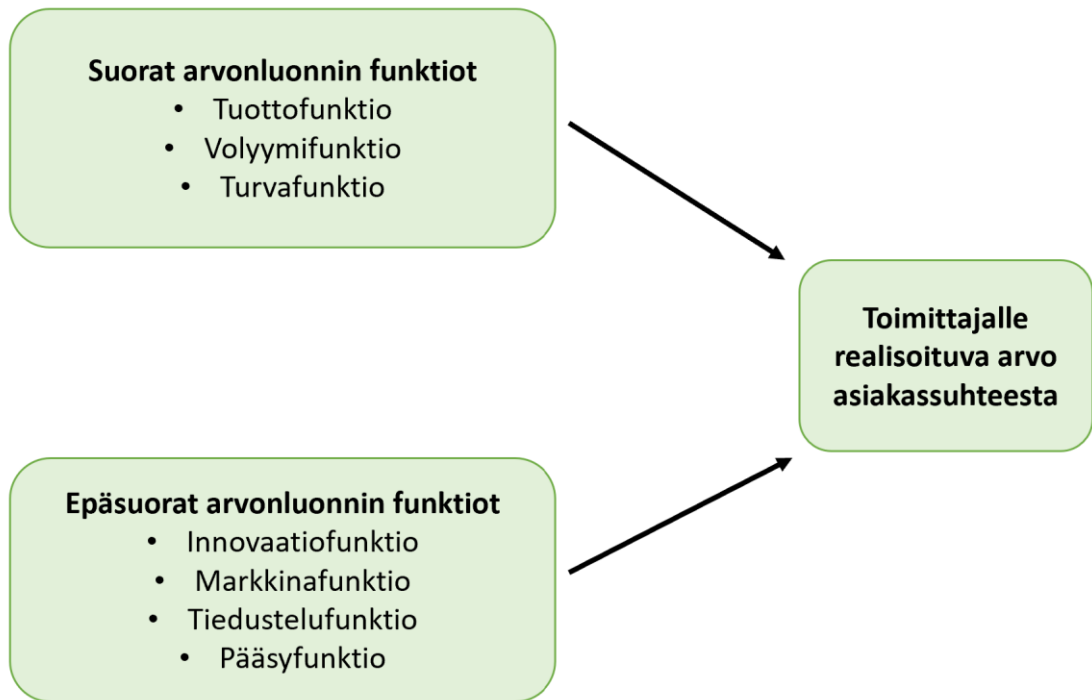 Suorat arvonluonnin funktiot
• Tuottofunktio
• Volyymifunktio
• Turvafunktio
Toimittajalle
realisoituva arvo
asiakassuhteesta
Epäsuorat arvonluonnin funktiot
• Innovaatiofunktio
• Markkinafunktio
• Tiedustelufunktio
• Pääsyfunktio